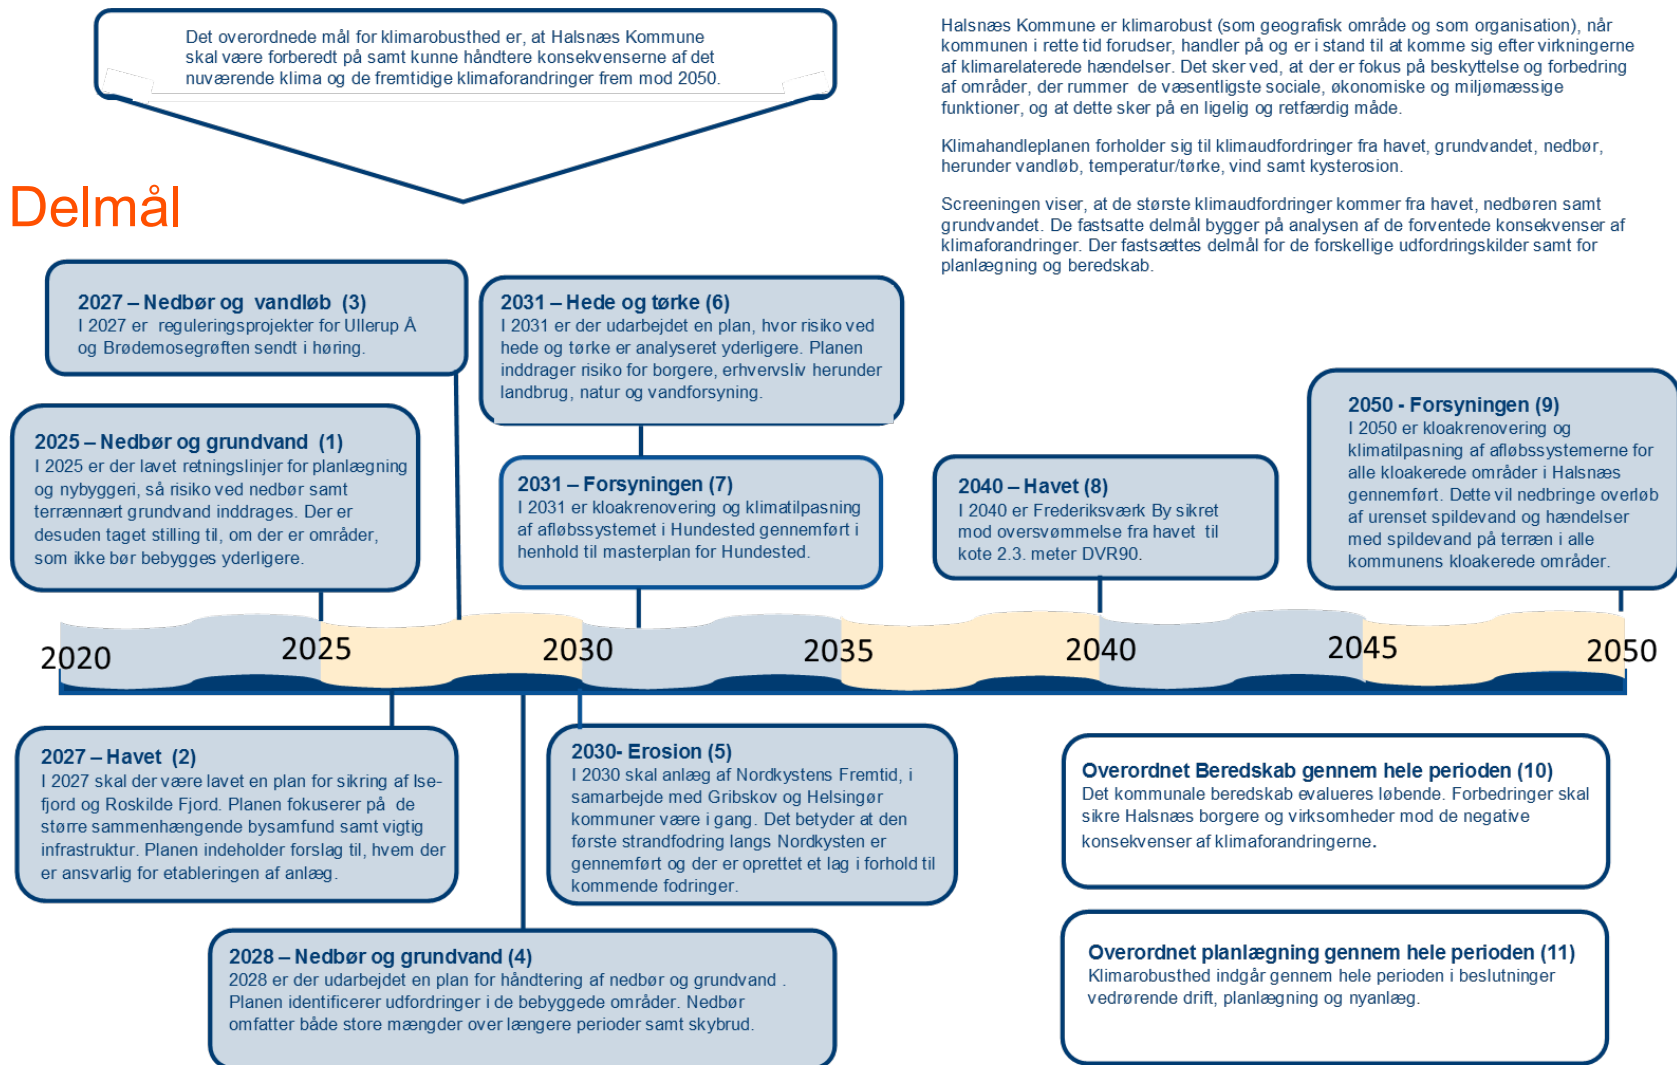 Det overordnede mål for klimarobusthed er, at Halsnæs Kommune
skal være forberedt på samt kunne håndtere konsekvenserne af det
nuværende klima og de fremtidige klimaforandringer frem mod 2050.
Halsnæs Kommune er klimarobust (som geografisk område og som organisation), når
kommunen i rette tid forudser, handler på og er i stand til at komme sig efter virkningerne
af klimarelaterede hændelser. Det sker ved, at der er fokus på beskyttelse og forbedring
af områder, der rummer de væsentligste sociale, økonomiske og miljømæssige
funktioner, og at dette sker på en ligelig og retfærdig måde.
Klimahandleplanen forholder sig til klimaudfordringer fra havet, grundvandet, nedbør,
herunder vandløb, temperatur/tørke, vind samt kysterosion.
Screeningen viser, at de største klimaudfordringer kommer fra havet, nedbøren samt
grundvandet. De fastsatte delmål bygger på analysen af de forventede konsekvenser af
klimaforandringer. Der fastsættes delmål for de forskellige udfordringskilder samt for
planlægning og beredskab.
Delmål
2027 – Nedbør og vandløb (3)
I 2027 er reguleringsprojekter for Ullerup Å
og Brødemosegrøften sendt i høring.
2031 – Hede og tørke (6)
I 2031 er der udarbejdet en plan, hvor risiko ved
hede og tørke er analyseret yderligere. Planen
inddrager risiko for borgere, erhvervsliv herunder
landbrug, natur og vandforsyning.
2025 – Nedbør og grundvand (1)
I 2025 er der lavet retningslinjer for planlægning
og nybyggeri, så risiko ved nedbør samt
terrænnært grundvand inddrages. Der er
desuden taget stilling til, om der er områder,
som ikke bør bebygges yderligere.
2031 – Forsyningen (7)
I 2031 er kloakrenovering og klimatilpasning
af afløbssystemet i Hundested gennemført i
henhold til masterplan for Hundested.
2040 – Havet (8)
I 2040 er Frederiksværk By sikret
mod oversvømmelse fra havet til
kote 2.3. meter DVR90.
2050 - Forsyningen (9)
I 2050 er kloakrenovering og
klimatilpasning af afløbssystemerne for
alle kloakerede områder i Halsnæs
gennemført. Dette vil nedbringe overløb
af urenset spildevand og hændelser
med spildevand på terræn i alle
kommunens kloakerede områder.
2020 2025 2030 2035 2040 2045 2050
2027 – Havet (2)
I 2027 skal der være lavet en plan for sikring af Ise-
fjord og Roskilde Fjord. Planen fokuserer på de
større sammenhængende bysamfund samt vigtig
infrastruktur. Planen indeholder forslag til, hvem der
er ansvarlig for etableringen af anlæg.
2030- Erosion (5)
I 2030 skal anlæg af Nordkystens Fremtid, i
samarbejde med Gribskov og Helsingør
kommuner være i gang. Det betyder at den
første strandfodring langs Nordkysten er
gennemført og der er oprettet et lag i forhold til
kommende fodringer.
Overordnet Beredskab gennem hele perioden (10)
Det kommunale beredskab evalueres løbende. Forbedringer skal
sikre Halsnæs borgere og virksomheder mod de negative
konsekvenser af klimaforandringerne.
2028 – Nedbør og grundvand (4)
2028 er der udarbejdet en plan for håndtering af nedbør og grundvand .
Planen identificerer udfordringer i de bebyggede områder. Nedbør
omfatter både store mængder over længere perioder samt skybrud.
Overordnet planlægning gennem hele perioden (11)
Klimarobusthed indgår gennem hele perioden i beslutninger
vedrørende drift, planlægning og nyanlæg.